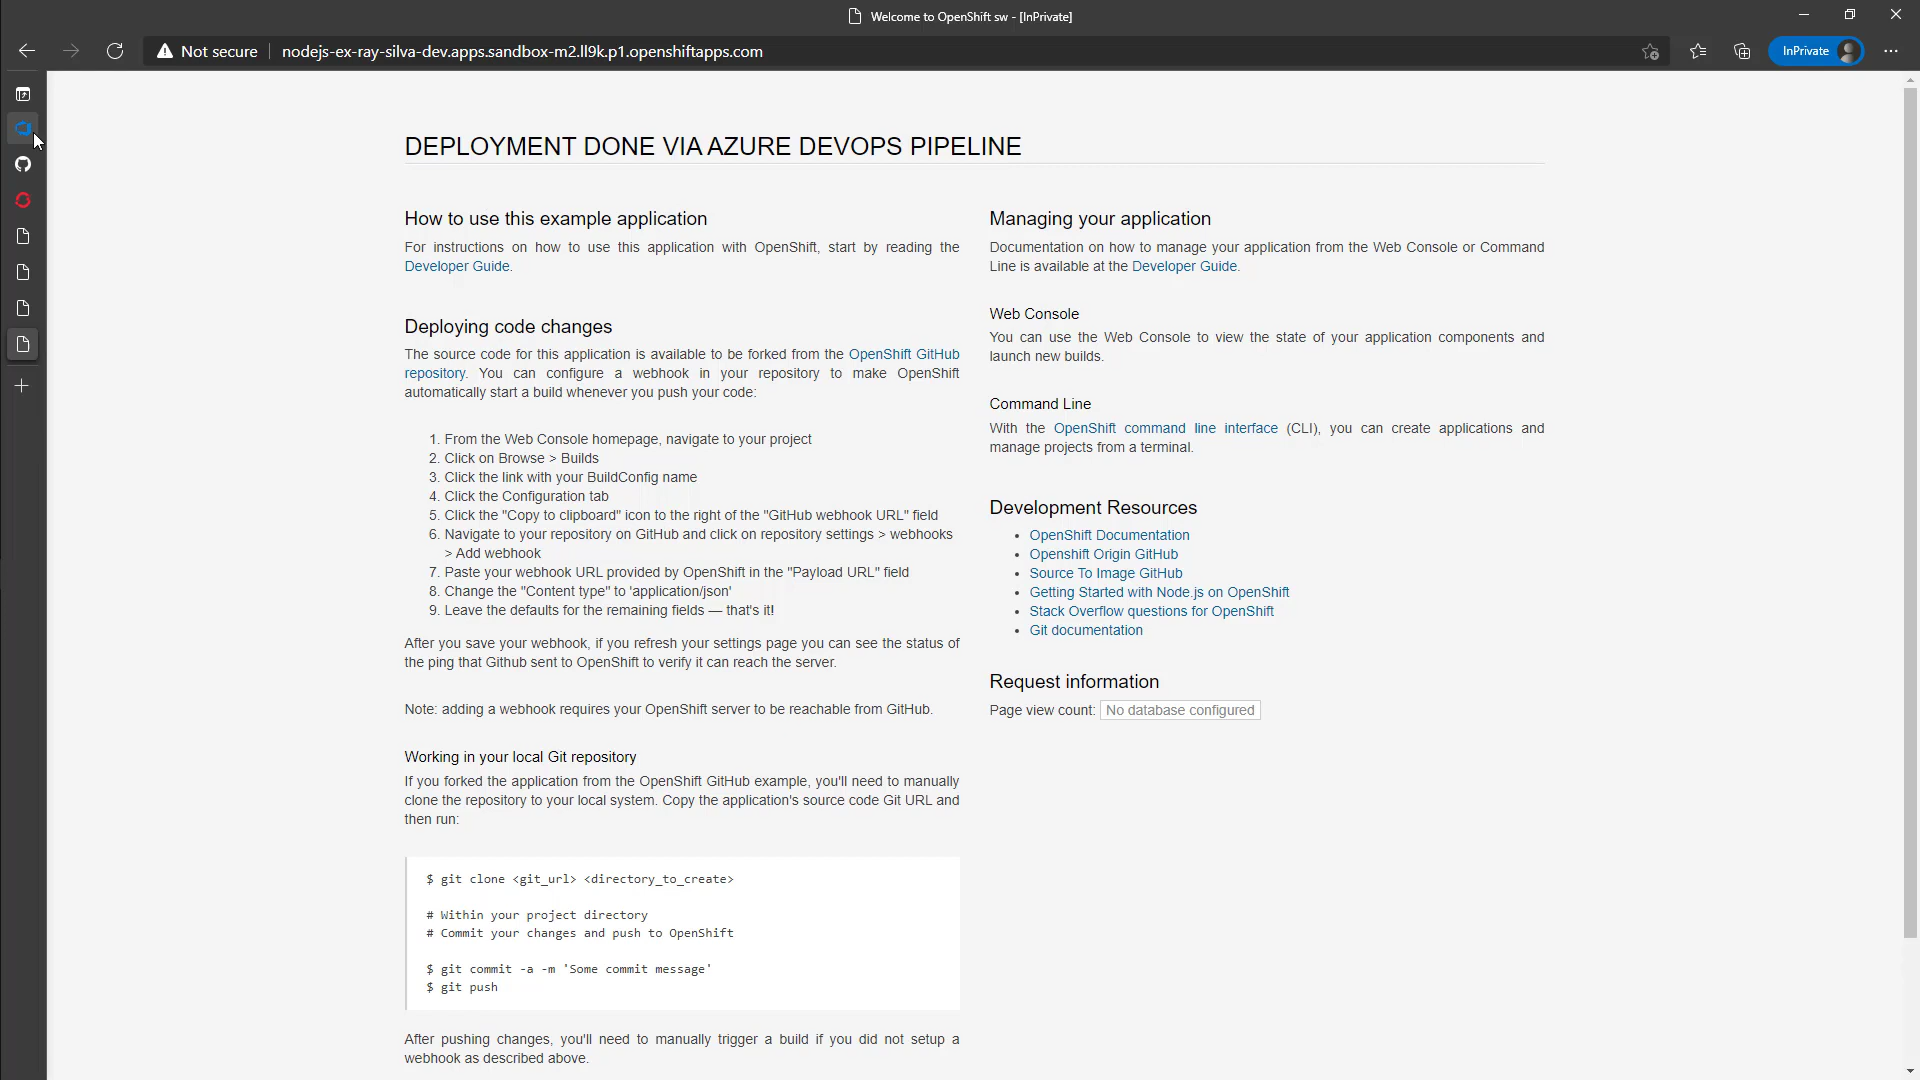 Welcome to OpenShift sw - [InPrivate]
Not secure
nodejs-ex-ray-silva-dev.apps.sandbox-m2.ll9k.p1.openshiftapps.com
InPrivate
DEPLOYMENT DONE VIA AZURE DEVOPS PIPELINE
How to use this example application
For instructions on how to use this application with OpenShift, start by reading the
Developer Guide.
Deploying code changes
The source code for this application is available to be forked from the OpenShift GitHub
repository. You can configure a webhook in your repository to make OpenShift
automatically start a build whenever you push your code:
1. From the Web Console homepage, navigate to your project
2. Click on Browse > Builds
3. Click the link with your BuildConfig name
4. Click the Configuration tab
5. Click the "Copy to clipboard" icon to the right of the "GitHub webhook URL" field
6. Navigate to your repository on GitHub and click on repository settings > webhooks
> Add webhook
7. Paste your webhook URL provided by OpenShift in the "Payload URL" field
8. Change the "Content type" to 'application/json'
9. Leave the defaults for the remaining fields — that's it!
After you save your webhook, if you refresh your settings page you can see the status of
the ping that Github sent to OpenShift to verify it can reach the server.
Note: adding a webhook requires your OpenShift server to be reachable from GitHub.
Working in your local Git repository
If you forked the application from the OpenShift GitHub example, you'll need to manually
clone the repository to your local system. Copy the application's source code Git URL and
then run:
$ git clone <git_url> <directory_to_create>
# Within your project directory
# Commit your changes and push to OpenShift
$ git commit -a -m 'Some commit message'
$ git push
After pushing changes, you'll need to manually trigger a build if you did not setup a
webhook as described above.
Managing your application
Documentation on how to manage your application from the Web Console or Command
Line is available at the Developer Guide.
Web Console
You can use the Web Console to view the state of your application components and
launch new builds.
Command Line
With the OpenShift command line interface (CLI), you can create applications and
manage projects from a terminal.
Development Resources
OpenShift Documentation
Openshift Origin GitHub
Source To Image GitHub
Getting Started with Node.js on OpenShift
Stack Overflow questions for OpenShift
Git documentation
Request information
Page view count: No database configured